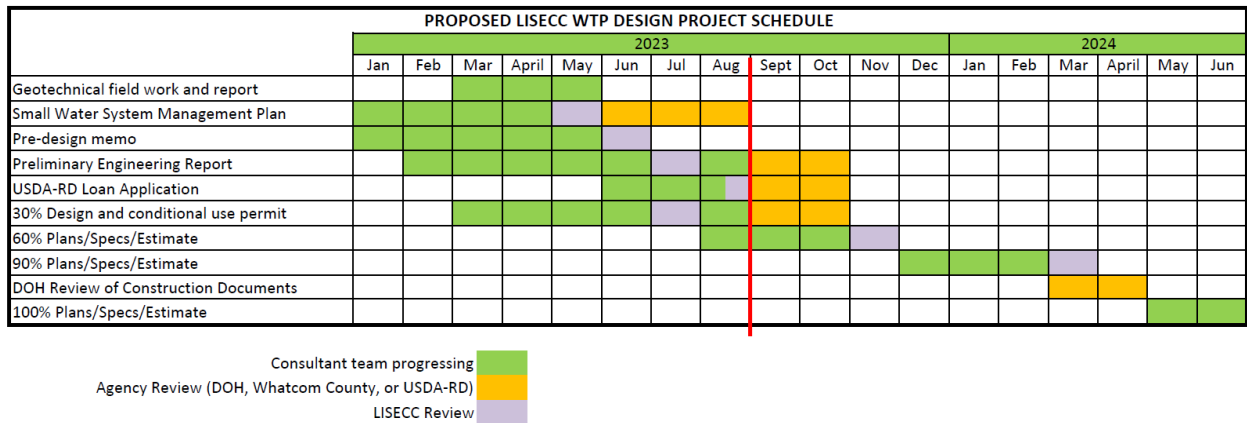 PROPOSED LISECC WTP DESIGN PROJECT SCHEDULE
2023 2024
Jan Feb Mar April May Jun Jul Aug Sept Oct Nov Dec Jan Feb Mar April May Jun
Geotechnical field work and report
Small Water System Management Plan
Pre-design memo
Preliminary Engineering Report
USDA-RD Loan Application
30% Design and conditional use permit
60% Plans/Specs/Estimate
90% Plans/Specs/Estimate
DOH Review of Construction Documents
100% Plans/Specs/Estimate
Consultant team progressing
Agency Review (DOH, Whatcom County, or USDA-RD)
LISECC Review